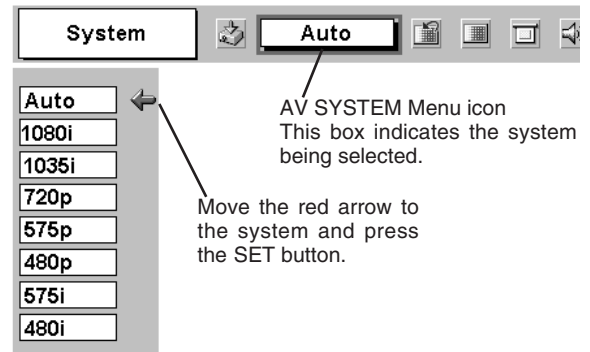 System
Auto
AV SYSTEM Menu icon
This box indicates the system
being selected.
Auto
1080i
1035i
720p
575p
480p
575i
480i
Move the red arrow to
the system and press
the SET button.